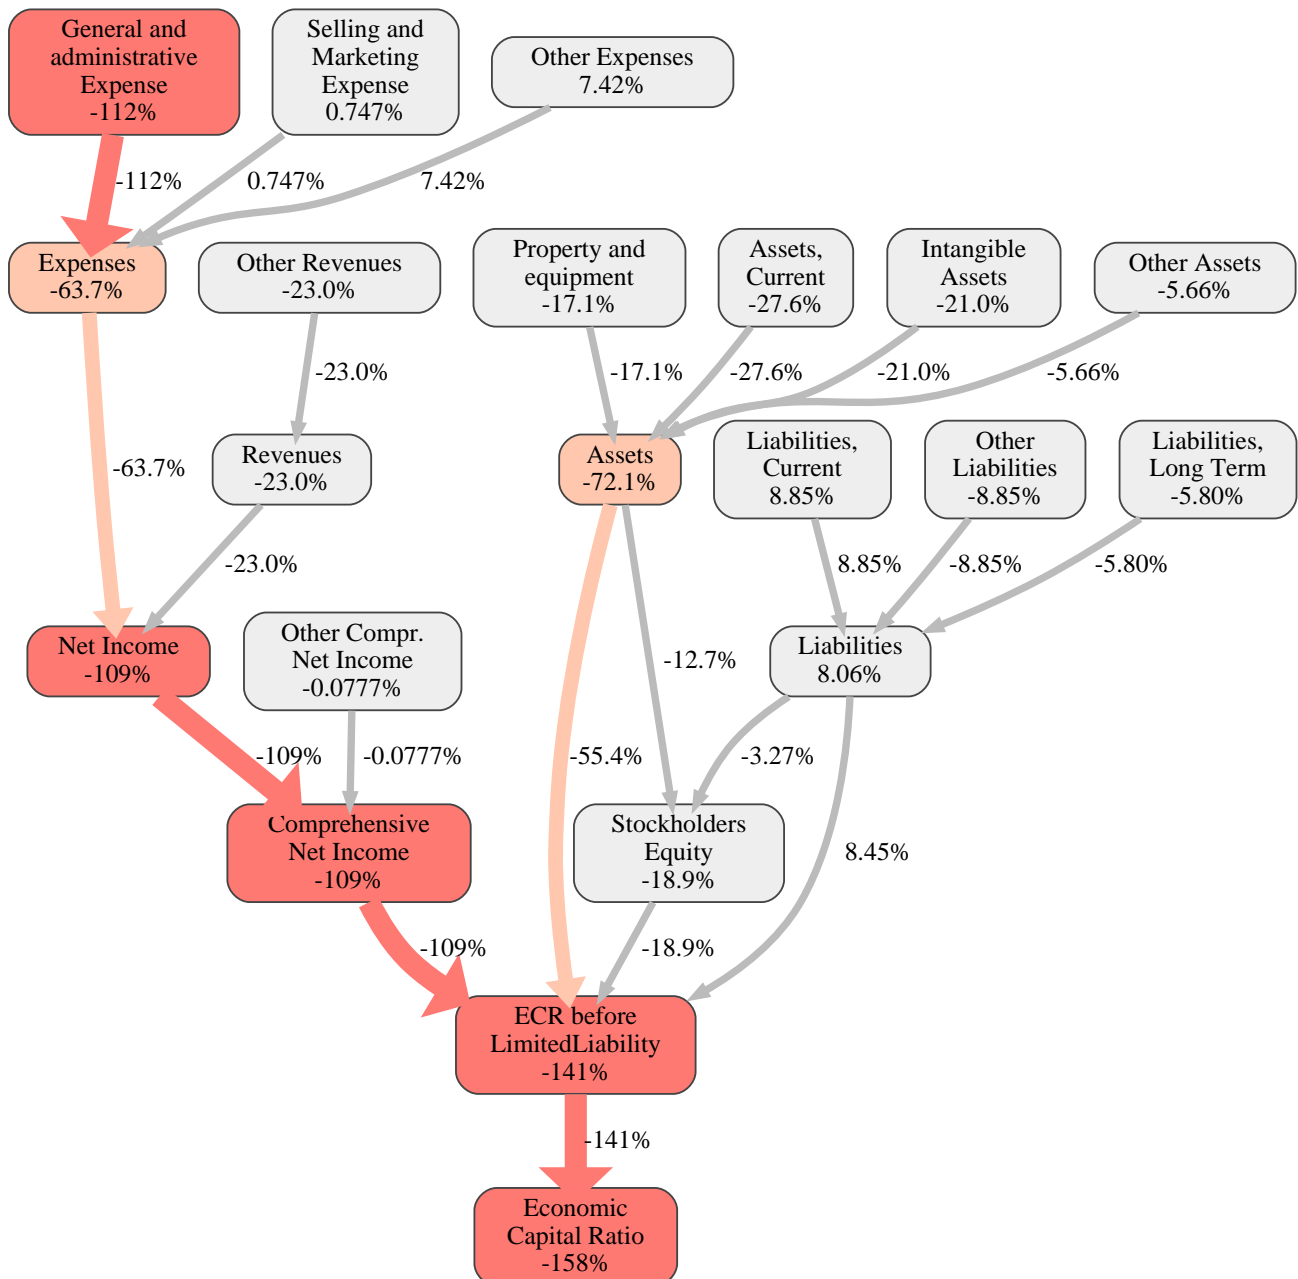 General and
administrative
Expense
-112%
Selling and
Marketing
Expense
0.747%
Other Expenses
7.42%
-112%
0.747%
7.42%
Expenses
-63.7%
Other Revenues
-23.0%
Property and
equipment
-17.1%
Assets,
Current
-27.6%
Intangible
Assets
-21.0%
Other Assets
-5.66%
-23.0%
-17.1%
-27.6%
-21.0%
-5.66%
-63.7%
Revenues
-23.0%
Assets
-72.1%
Liabilities,
Current
8.85%
Other
Liabilities
-8.85%
Liabilities,
Long Term
-5.80%
-23.0%
8.85%
-8.85%
-5.80%
Net Income
-109%
Other Compr.
Net Income
-0.0777%
-12.7%
Liabilities
8.06%
-109%
-0.0777%
-55.4%
-3.27%
Comprehensive
Net Income
-109%
Stockholders
Equity
-18.9%
8.45%
-109%
-18.9%
ECR before
LimitedLiability
-141%
-141%
Economic
Capital Ratio
-158%